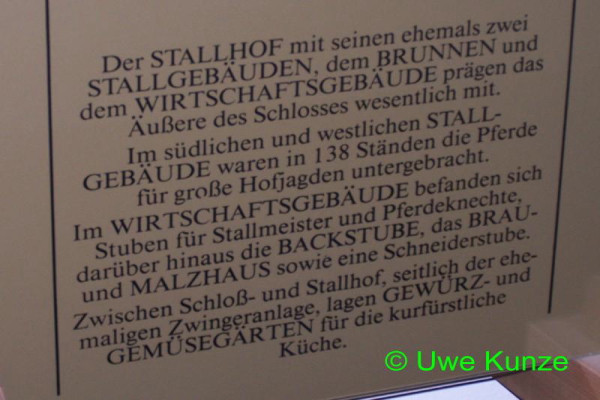 Der STALLHOF mit seinen ehemals zwei
STALLGEBÄUDEN, dem BRUNNEN und
dem WIRTSCHAFTSGEBÄUDE prägen das
Äußere des Schlosses wesentlich mit.
Im südlichen und westlichen STALL-
GEBÄUDE waren in 138 Ständen die Pferde
für große Hofjagden untergebracht.
Im WIRTSCHAFTSGEBÄUDE befanden sich
Stuben für Stallmeister und Pferdeknechte,
darüber hinaus die BACKSTUBE, das BRAU-
und MALZHAUS sowie eine Schneiderstube.
Zwischen Schloß- und Stallhof, seitlich der ehe-
maligen Zwingeranlage, lagen GEWÜRZ- und
GEMÜSEGÄRTEN für die kurfürstliche
Küche.
© Uwe Kunze